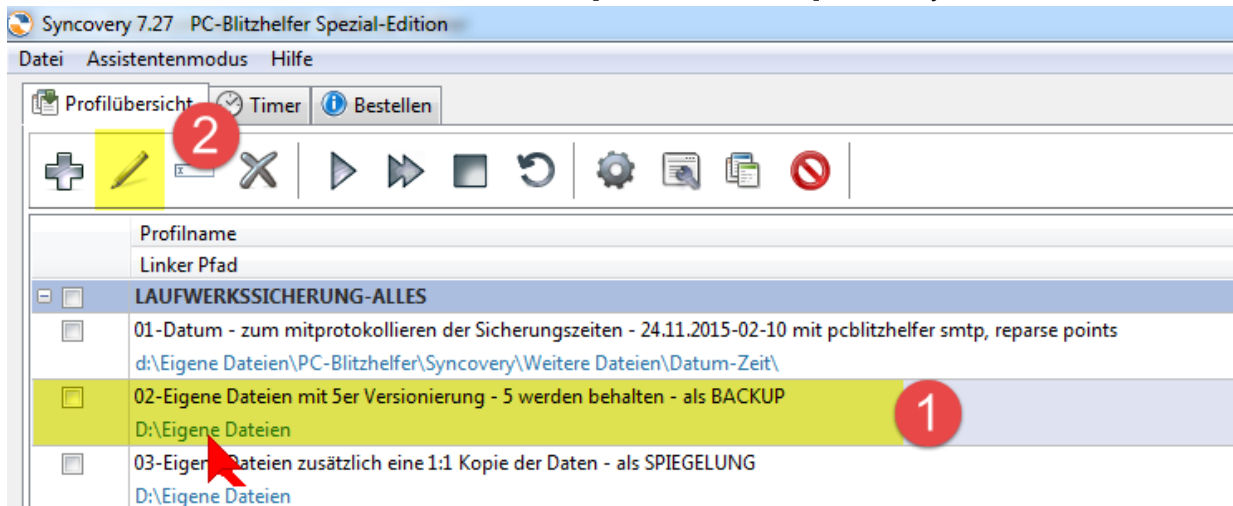 Syncovery 7.27 PC-Blitzhelfer Spezial-Edition
Datei Assistentenmodus Hilfe
Profilübersicht Timer Bestellen
2
Profilname
Linker Pfad
LAUFWERKSSICHERUNG-ALLES
01-Datum - zum mitprotokollieren der Sicherungszeiten - 24.11.2015-02-10 mit pcblitzhelfer smtp, reparse points
d:\Eigene Dateien\PC-Blitzhelfer\Syncovery\Weitere Dateien\Datum-Zeit\
02-Eigene Dateien mit 5er Versionierung - 5 werden behalten - als BACKUP
1
D:\Eigene Dateien
03-Eigene Dateien zusätzlich eine 1:1 Kopie der Daten - als SPIEGELUNG
D:\Eigene Dateien